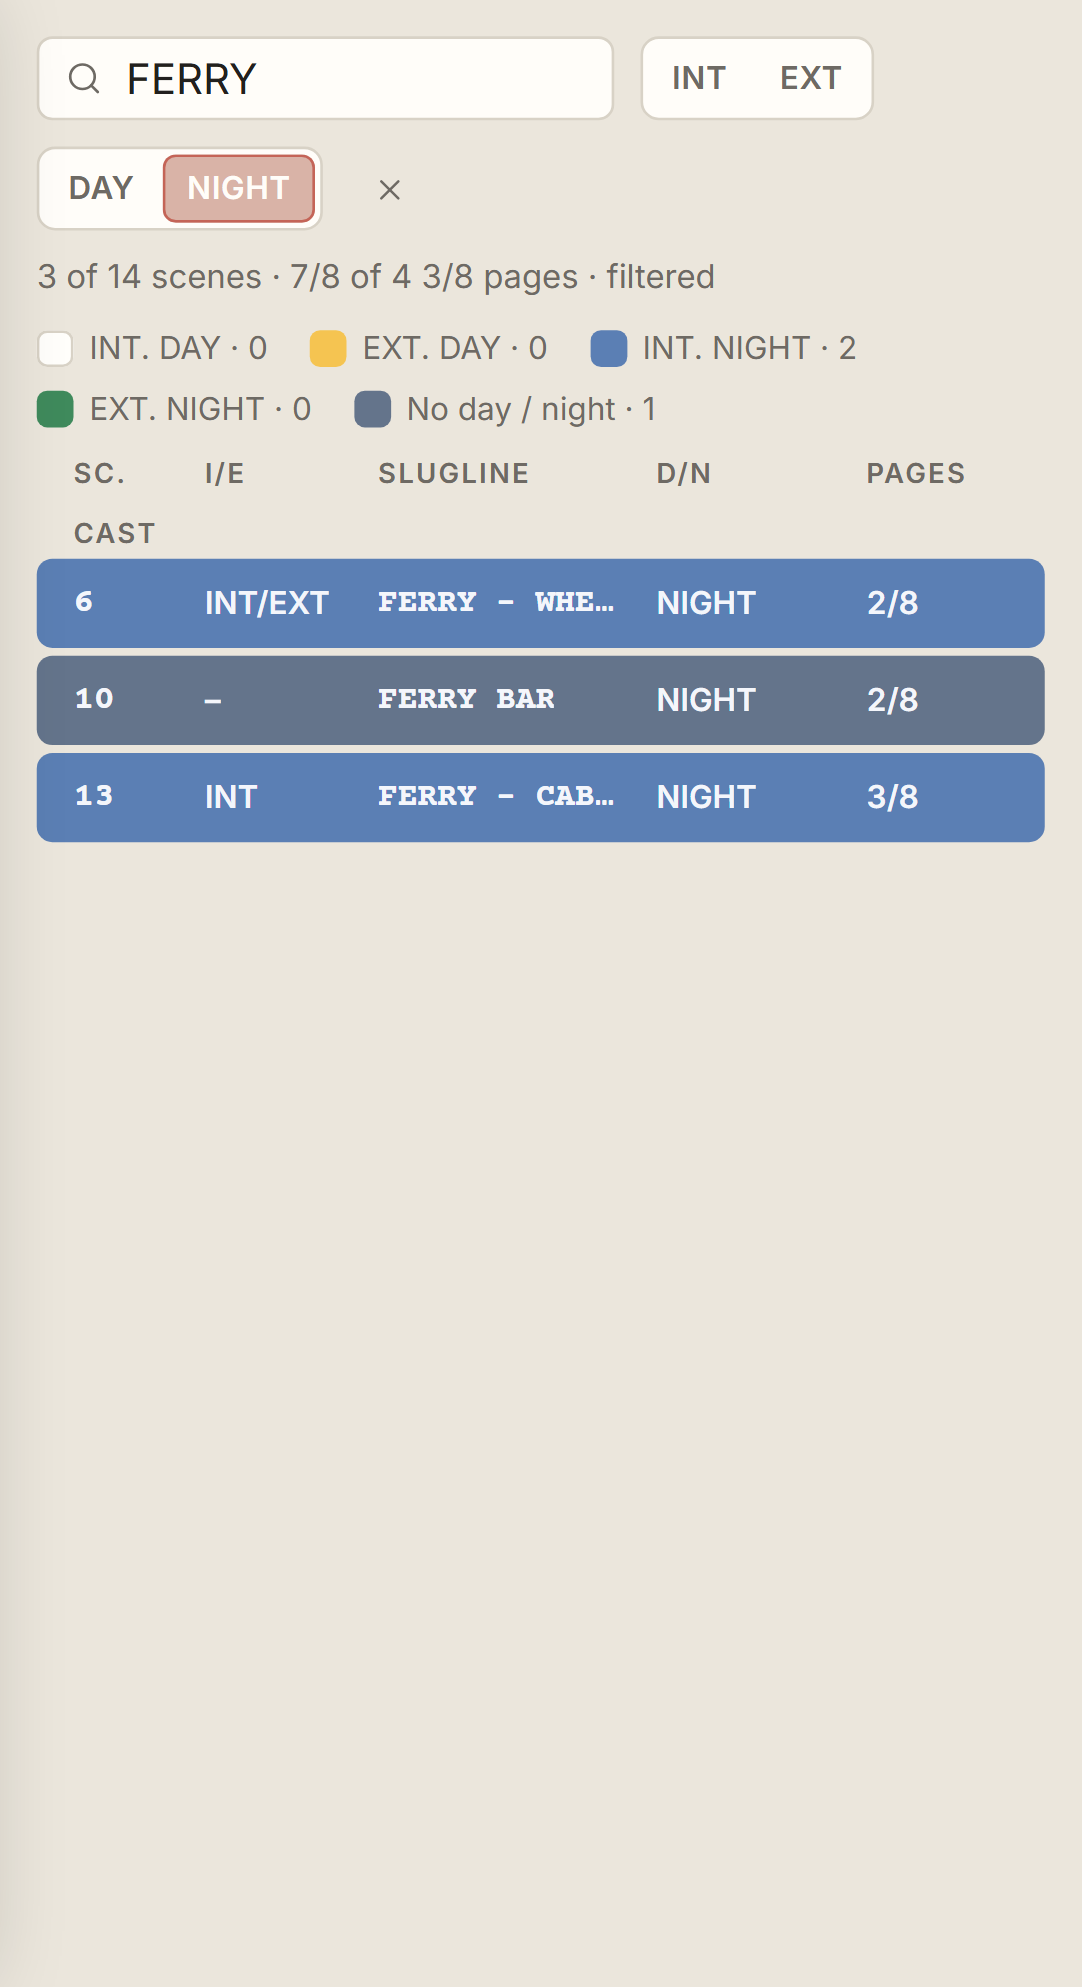 FERRY
INT EXT
DAY NIGHT
3 of 14 scenes · 7/8 of 4 3/8 pages · filtered
INT. DAY · 0 EXT. DAY · 0 INT. NIGHT · 2
EXT. NIGHT · 0 No day / night · 1
SC. I/E SLUGLINE D/N PAGES
CAST
6 INT/EXT FERRY – WHE… NIGHT 2/8
10 – FERRY BAR NIGHT 2/8
13 INT FERRY – CAB… NIGHT 3/8